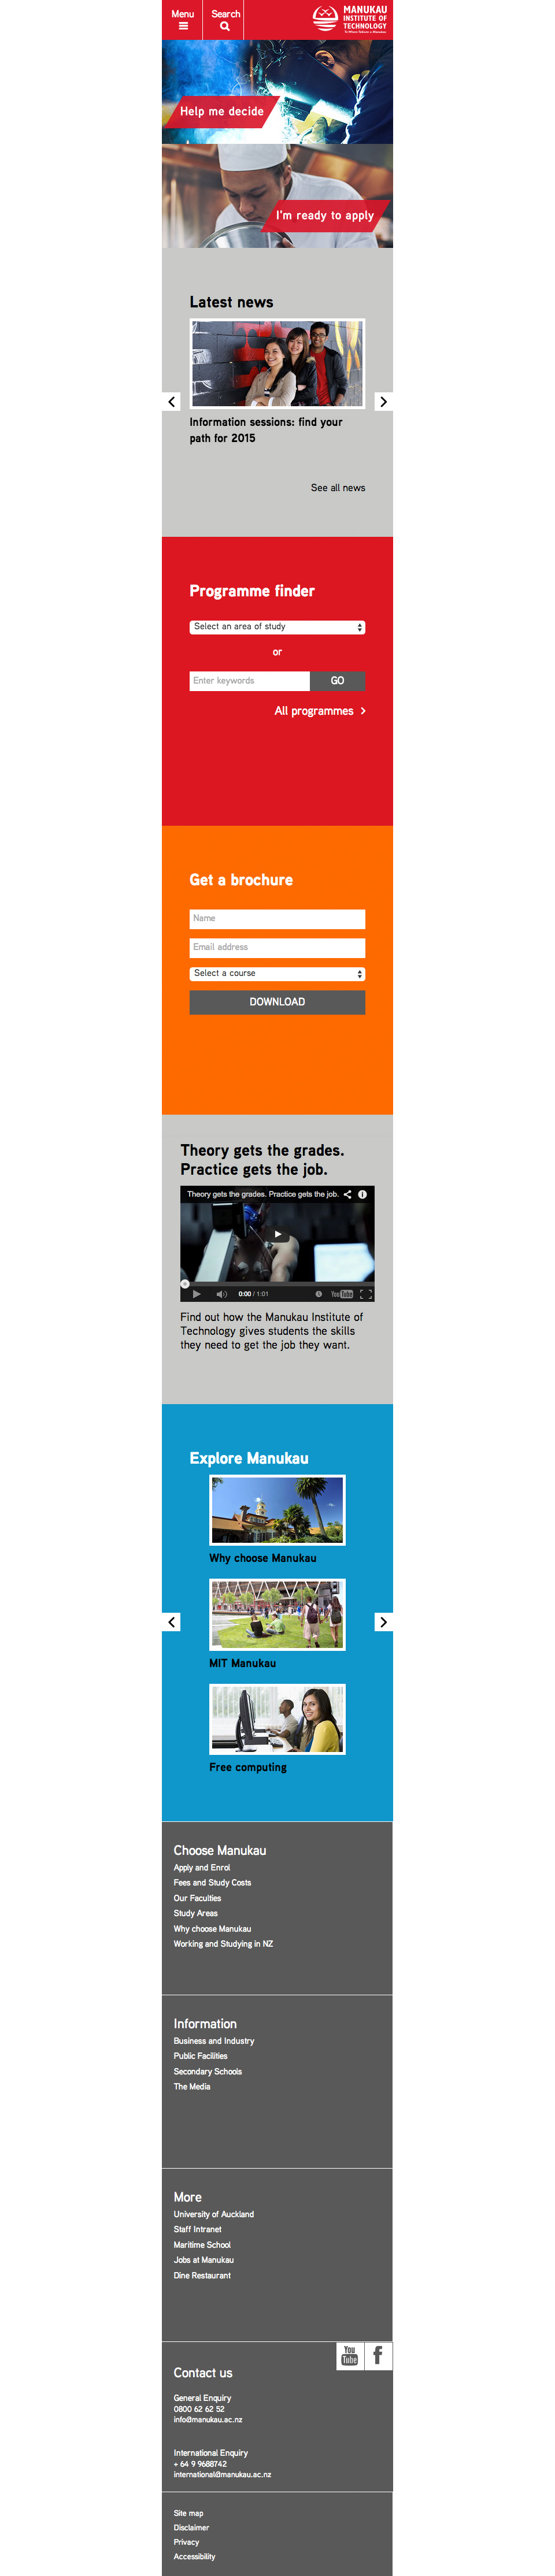 Menu
Search
MANUKAU
INSTITUTE OF
TECHNOLOGY
Help me decide
I'm ready to apply
Latest news
Information sessions: find your
path for 2015
See all news
Programme finder
Select an area of study
or
Enter keywords
GO
All programmes
Get a brochure
Name
Email address
Select a course
DOWNLOAD
Theory gets the grades.
Practice gets the job.
Theory gets the grades. Practice gets the job.
0:00 / 1:01
YouTube
Find out how the Manukau Institute of
Technology gives students the skills
they need to get the job they want.
Explore Manukau
Why choose Manukau
MIT Manukau
Free computing
Choose Manukau
Apply and Enrol
Fees and Study Costs
Our Faculties
Study Areas
Why choose Manukau
Working and Studying in NZ
Information
Business and Industry
Public Facilities
Secondary Schools
The Media
More
University of Auckland
Staff Intranet
Maritime School
Jobs at Manukau
Dine Restaurant
You
Tube
f
Contact us
General Enquiry
0800 62 62 52
info@manukau.ac.nz
International Enquiry
+ 64 9 9688742
international@manukau.ac.nz
Site map
Disclaimer
Privacy
Accessibility